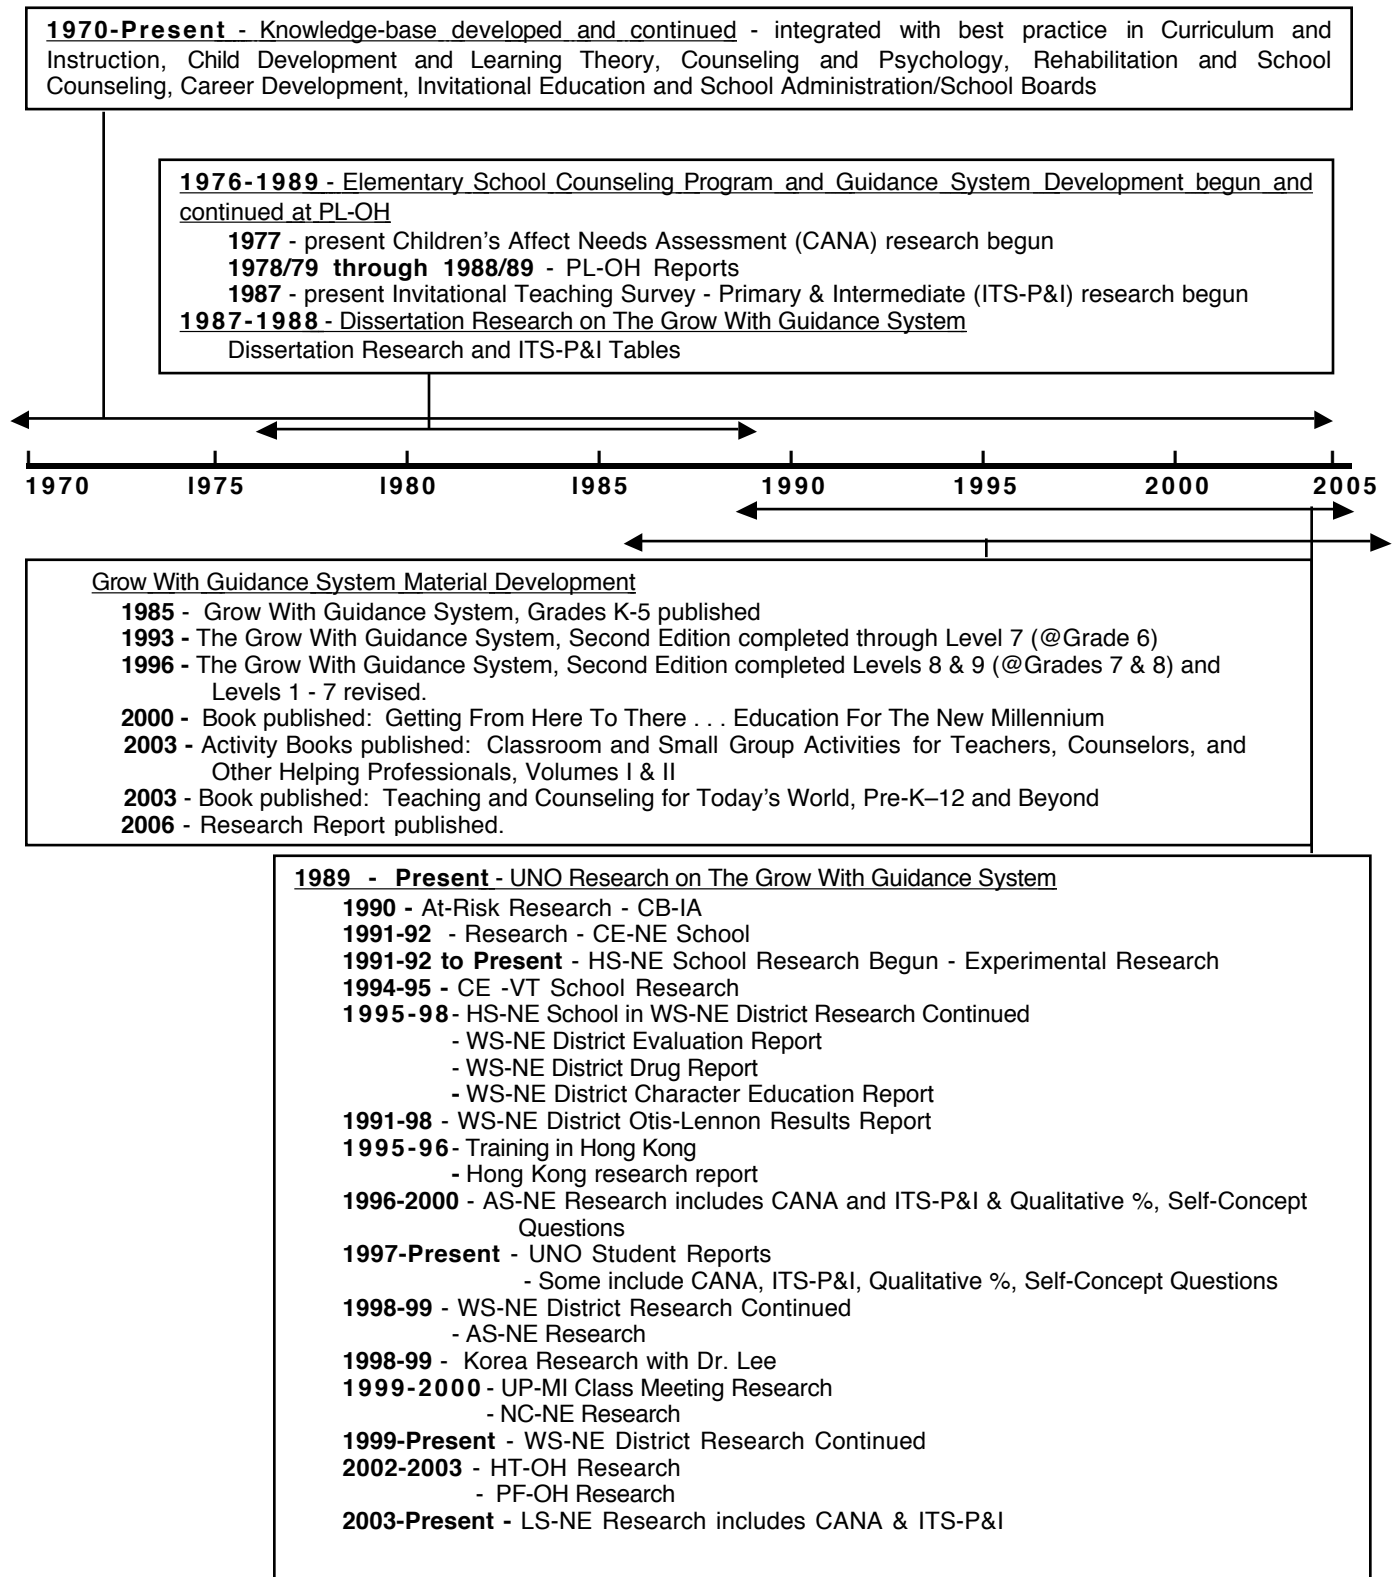 1970-Present - Knowledge-base developed and continued - integrated with best practice in Curriculum and
Instruction, Child Development and Learning Theory, Counseling and Psychology, Rehabilitation and School
Counseling, Career Development, Invitational Education and School Administration/School Boards
1976-1989 - Elementary School Counseling Program and Guidance System Development begun and
continued at PL-OH
1977 - present Children's Affect Needs Assessment (CANA) research begun
1978/79 through 1988/89 - PL-OH Reports
1987 - present Invitational Teaching Survey - Primary & Intermediate (ITS-P&I) research begun
1987-1988 - Dissertation Research on The Grow With Guidance System
Dissertation Research and ITS-P&I Tables
1970 I975 I980 I985 1990 1995 2000 2005
Grow With Guidance System Material Development
1985 - Grow With Guidance System, Grades K-5 published
1993 - The Grow With Guidance System, Second Edition completed through Level 7 (@Grade 6)
1996 - The Grow With Guidance System, Second Edition completed Levels 8 & 9 (@Grades 7 & 8) and
Levels 1 - 7 revised.
2000 - Book published: Getting From Here To There . . . Education For The New Millennium
2003 - Activity Books published: Classroom and Small Group Activities for Teachers, Counselors, and
Other Helping Professionals, Volumes I & II
2003 - Book published: Teaching and Counseling for Today's World, Pre-K–12 and Beyond
2006 - Research Report published.
1989 - Present - UNO Research on The Grow With Guidance System
1990 - At-Risk Research - CB-IA
1991-92 - Research - CE-NE School
1991-92 to Present - HS-NE School Research Begun - Experimental Research
1994-95 - CE -VT School Research
1995-98 - HS-NE School in WS-NE District Research Continued
- WS-NE District Evaluation Report
- WS-NE District Drug Report
- WS-NE District Character Education Report
1991-98 - WS-NE District Otis-Lennon Results Report
1995-96 - Training in Hong Kong
- Hong Kong research report
1996-2000 - AS-NE Research includes CANA and ITS-P&I & Qualitative %, Self-Concept
Questions
1997-Present - UNO Student Reports
- Some include CANA, ITS-P&I, Qualitative %, Self-Concept Questions
1998-99 - WS-NE District Research Continued
- AS-NE Research
1998-99 - Korea Research with Dr. Lee
1999-2000 - UP-MI Class Meeting Research
- NC-NE Research
1999-Present - WS-NE District Research Continued
2002-2003 - HT-OH Research
- PF-OH Research
2003-Present - LS-NE Research includes CANA & ITS-P&I